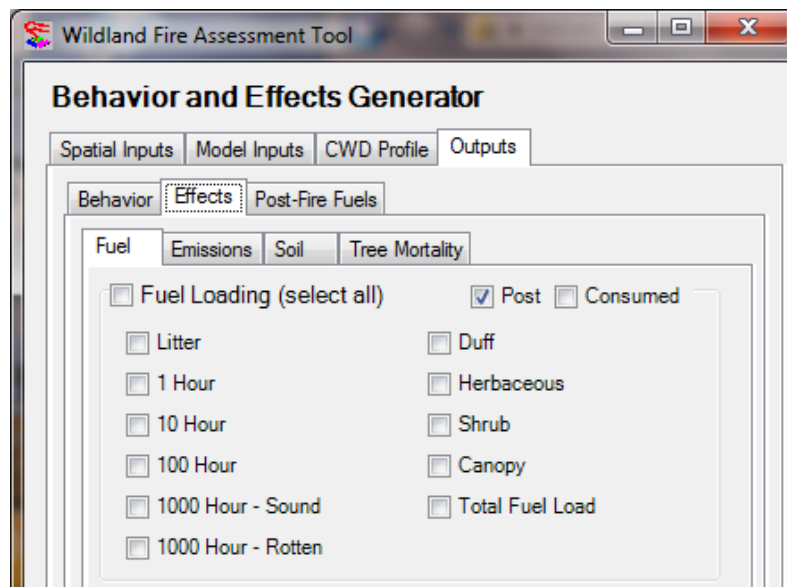 Wildland Fire Assessment Tool
Behavior and Effects Generator
Spatial Inputs Model Inputs CWD Profile Outputs
Behavior Effects Post-Fire Fuels
Fuel Emissions Soil Tree Mortality
Fuel Loading (select all) Post Consumed
Litter Duff
1 Hour Herbaceous
10 Hour Shrub
100 Hour Canopy
1000 Hour - Sound Total Fuel Load
1000 Hour - Rotten